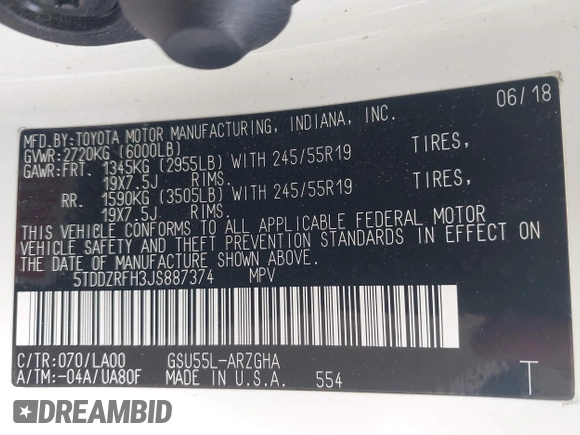 06/18
MFD.BY:TOYOTA MOTOR MANUFACTURING, INDIANA, INC.
GVWR:2720KG (6000LB)
GAWR:FRT. 1345KG (2955LB) WITH 245/55R19 TIRES,
19X7.5J RIMS.
RR. 1590KG (3505LB) WITH 245/55R19 TIRES,
19X7.5J RIMS.
THIS VEHICLE CONFORMS TO ALL APPLICABLE FEDERAL MOTOR
VEHICLE SAFETY AND THEFT PREVENTION STANDARDS IN EFFECT ON
THE DATE OF MANUFACTURE SHOWN ABOVE.
5TDDZRFH3JS887374 MPV
C/TR:070/LA00 GSU55L-ARZGHA
A/TM:-04A/UA80F MADE IN U.S.A. 554
T
DREAMBID